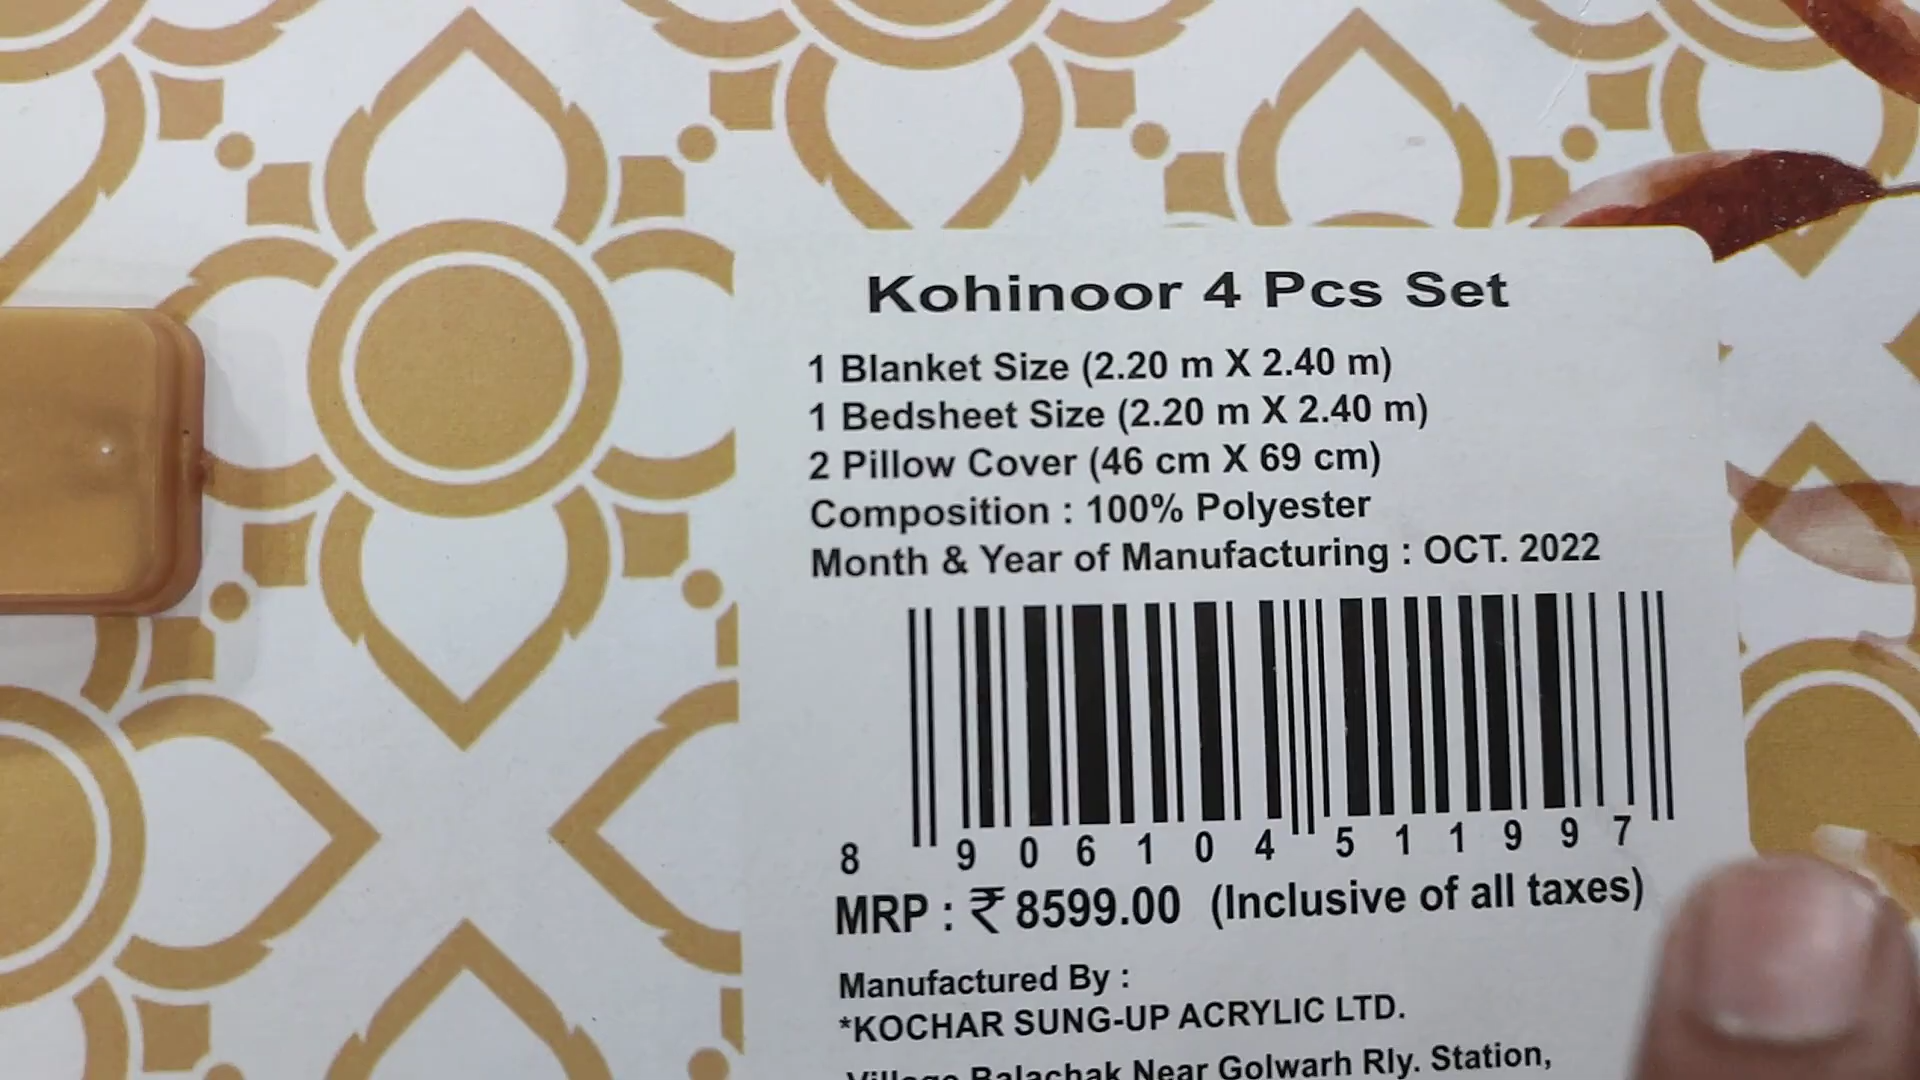 Kohinoor 4 Pcs Set
1 Blanket Size (2.20 m X 2.40 m)
1 Bedsheet Size (2.20 m X 2.40 m)
2 Pillow Cover (46 cm X 69 cm)
Composition : 100% Polyester
Month & Year of Manufacturing : OCT. 2022
8 906104 511997
MRP : ₹ 8599.00 (Inclusive of all taxes)
Manufactured By :
*KOCHAR SUNG-UP ACRYLIC LTD.
Village Balachak Near Golwarh Rly. Station,